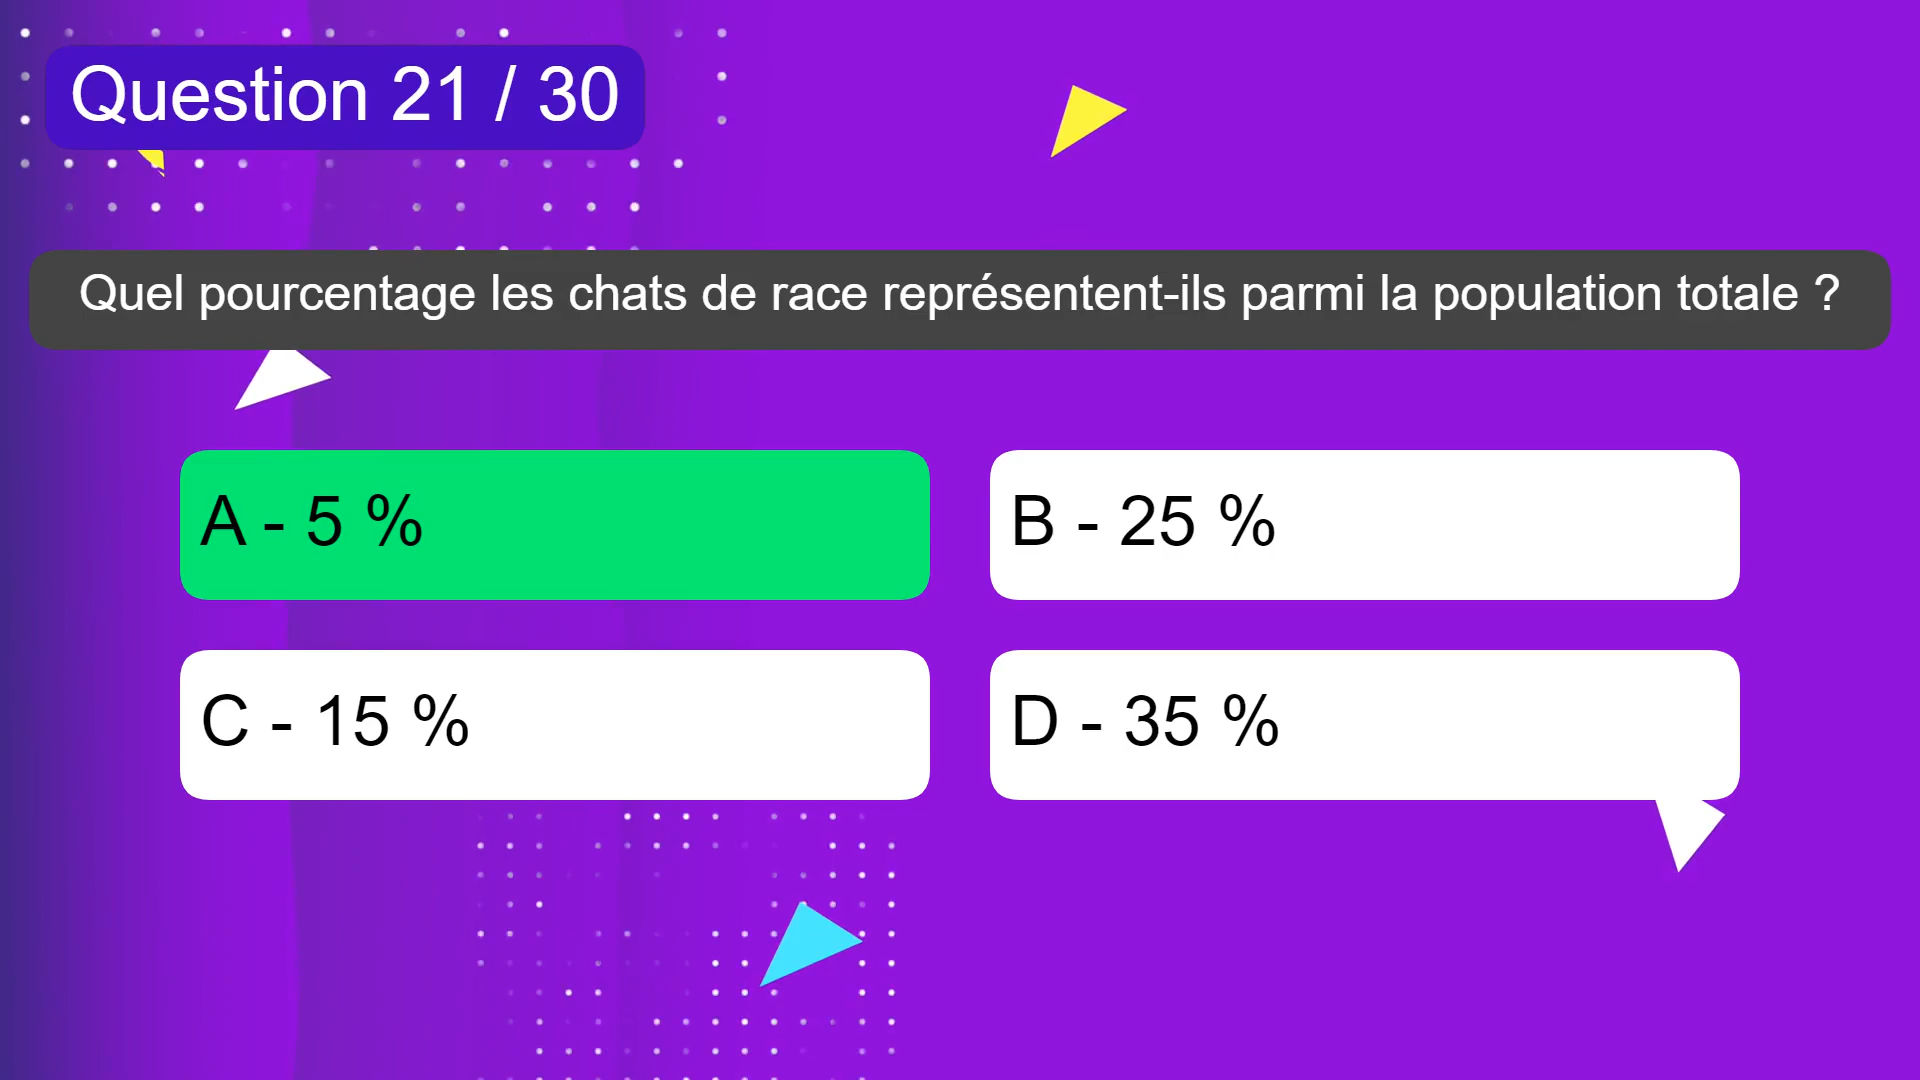 Question 21 / 30
Quel pourcentage les chats de race représentent-ils parmi la population totale ?
A - 5 %
B - 25 %
C - 15 %
D - 35 %